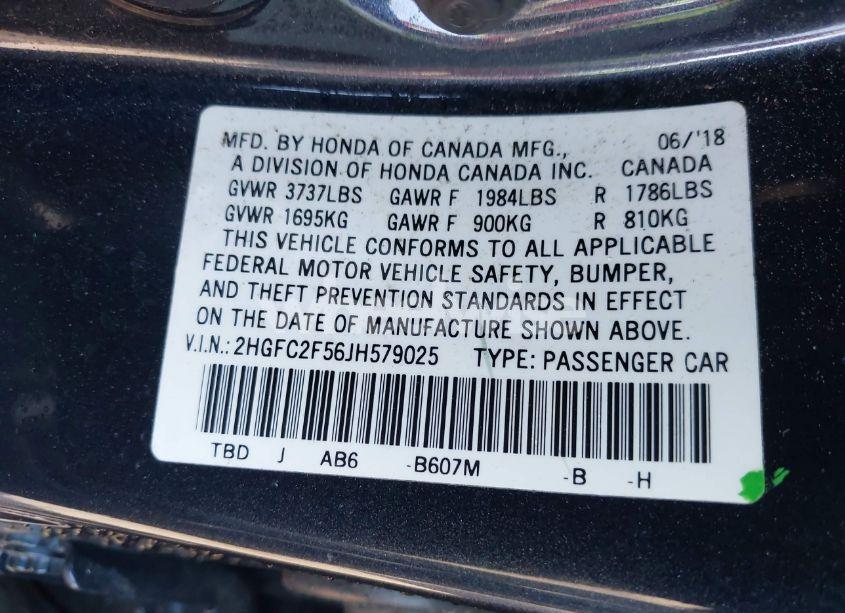 MFD. BY HONDA OF CANADA MFG., 06/'18
A DIVISION OF HONDA CANADA INC. CANADA
GVWR 3737LBS GAWR F 1984LBS R 1786LBS
GVWR 1695KG GAWR F 900KG R 810KG
THIS VEHICLE CONFORMS TO ALL APPLICABLE
FEDERAL MOTOR VEHICLE SAFETY, BUMPER,
AND THEFT PREVENTION STANDARDS IN EFFECT
ON THE DATE OF MANUFACTURE SHOWN ABOVE.
V.I.N.: 2HGFC2F56JH579025 TYPE: PASSENGER CAR
TBD J AB6 -B607M -B -H